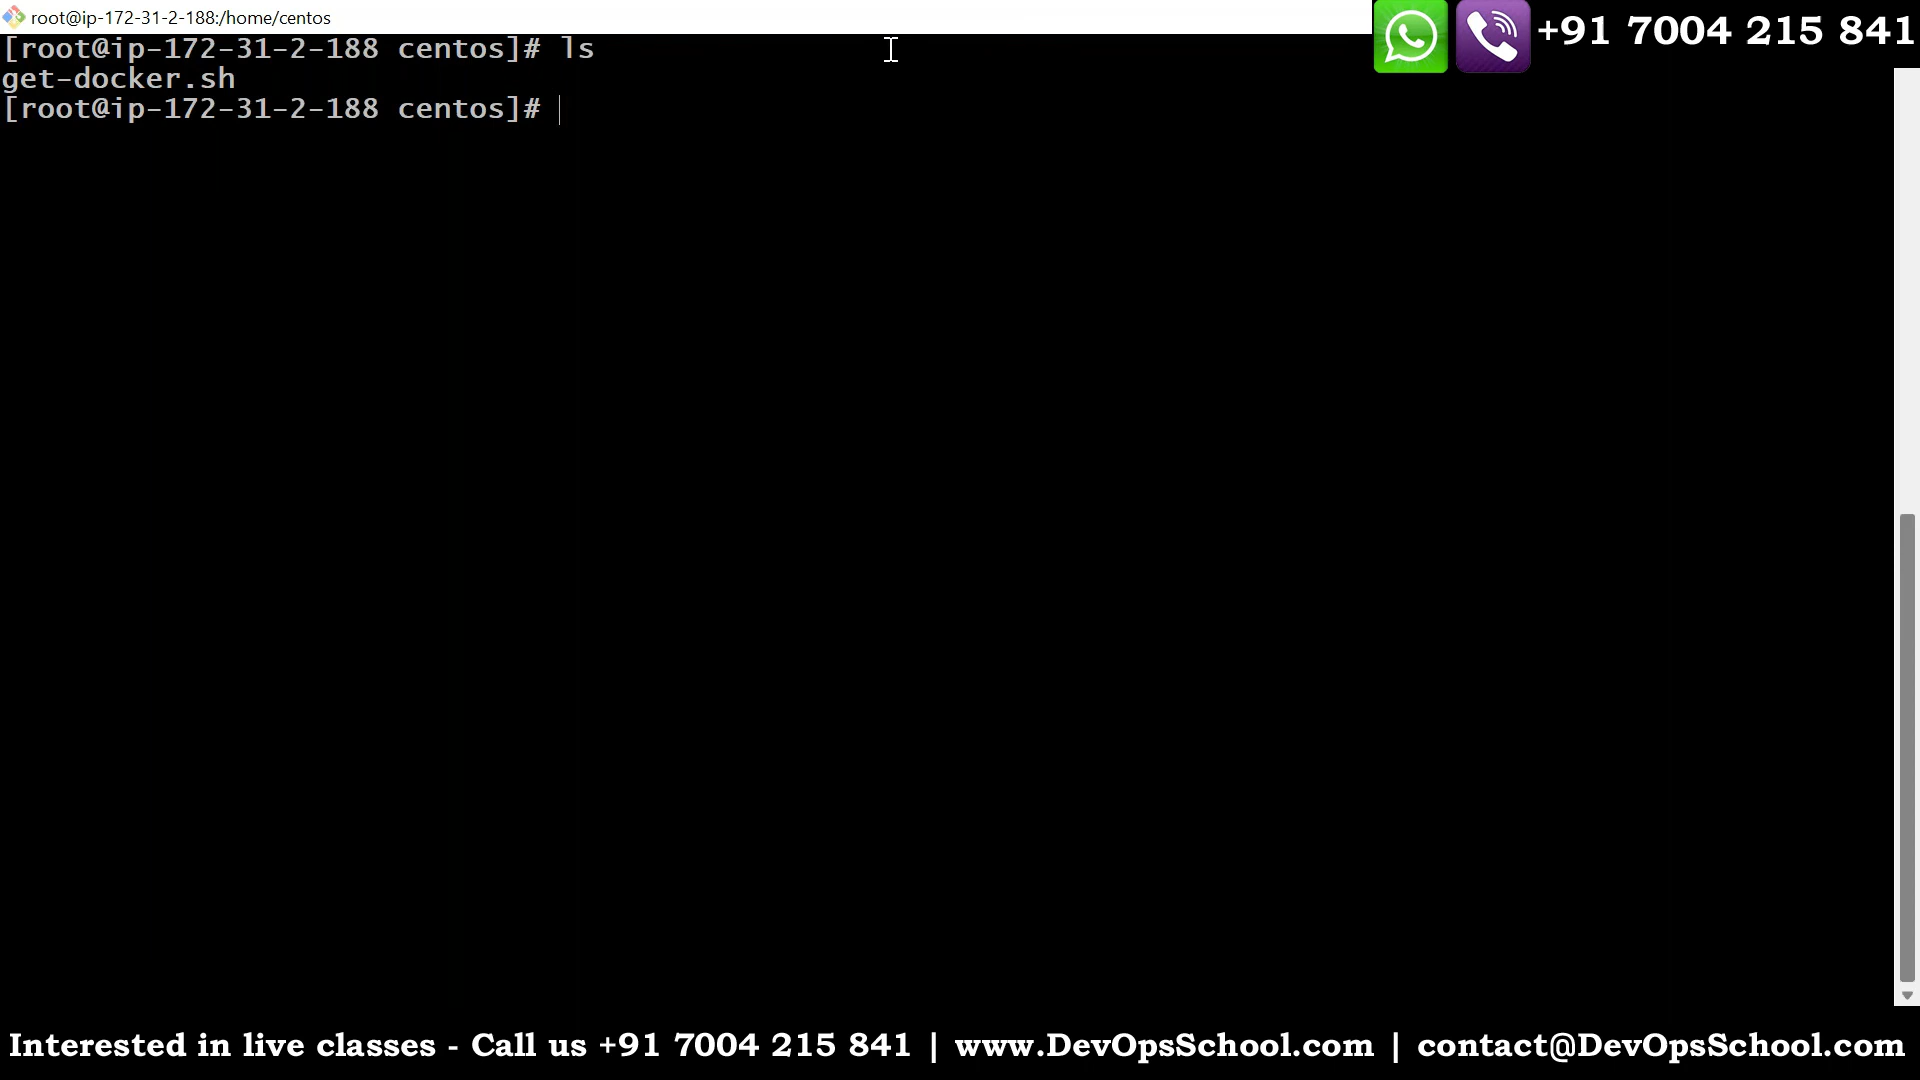 root@ip-172-31-2-188:/home/centos
+91 7004 215 841
[root@ip-172-31-2-188 centos]# ls
get-docker.sh
[root@ip-172-31-2-188 centos]#
Interested in live classes - Call us +91 7004 215 841 | www.DevOpsSchool.com | contact@DevOpsSchool.com